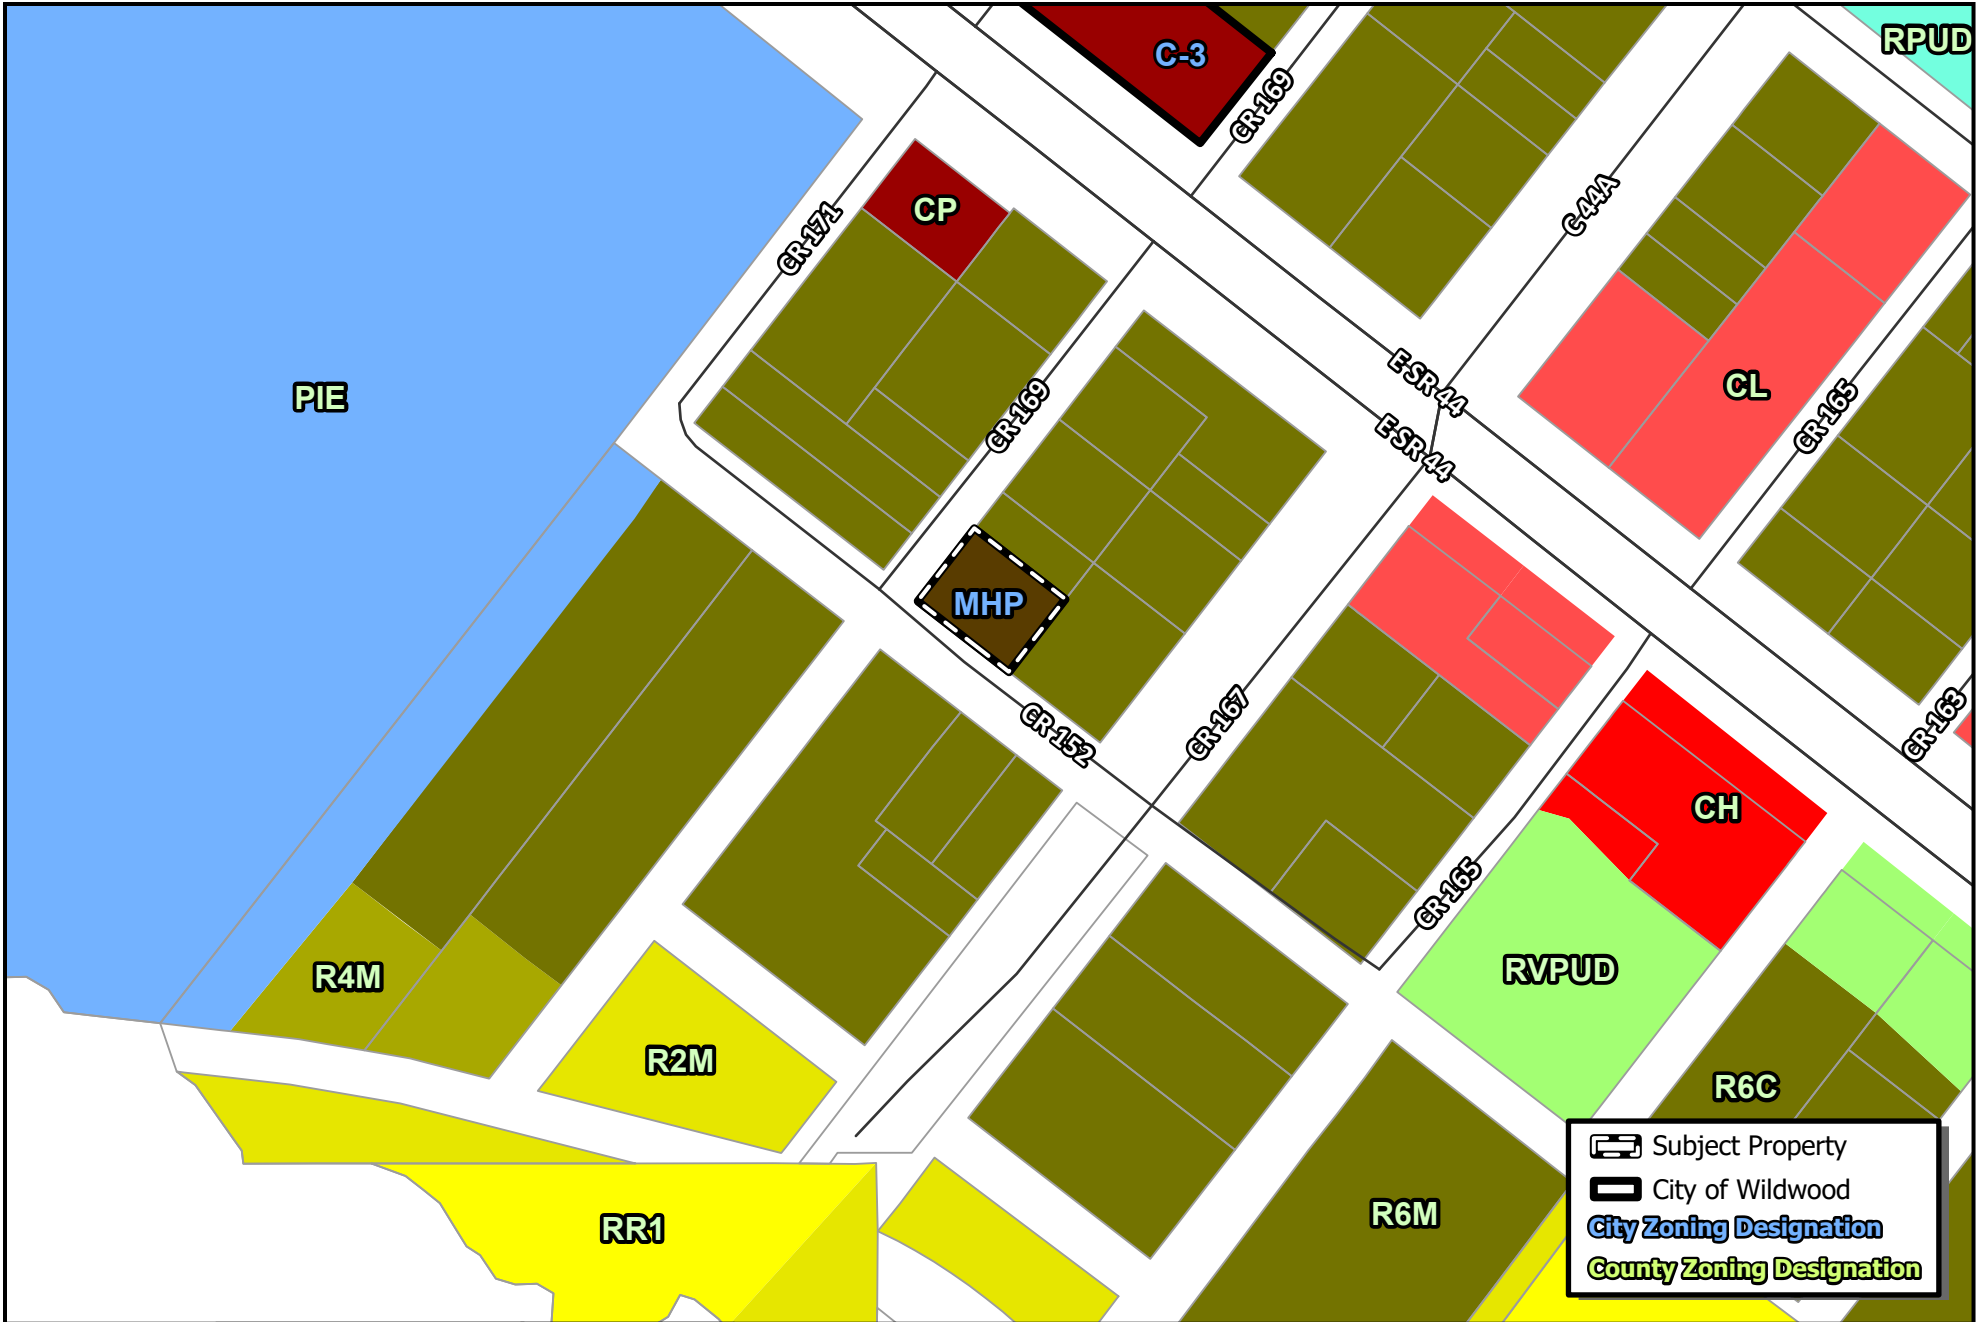 RPUD
C-3
CR-169
C-44A
CP
CR-171
E-SR 44
CL
PIE
CR-169
CR-165
E-SR 44
MHP
CR-167
CR-152
CR-163
CH
CR-165
R4M
RVPUD
R2M
R6C
R6M
RR1
Subject Property
City of Wildwood
City Zoning Designation
County Zoning Designation